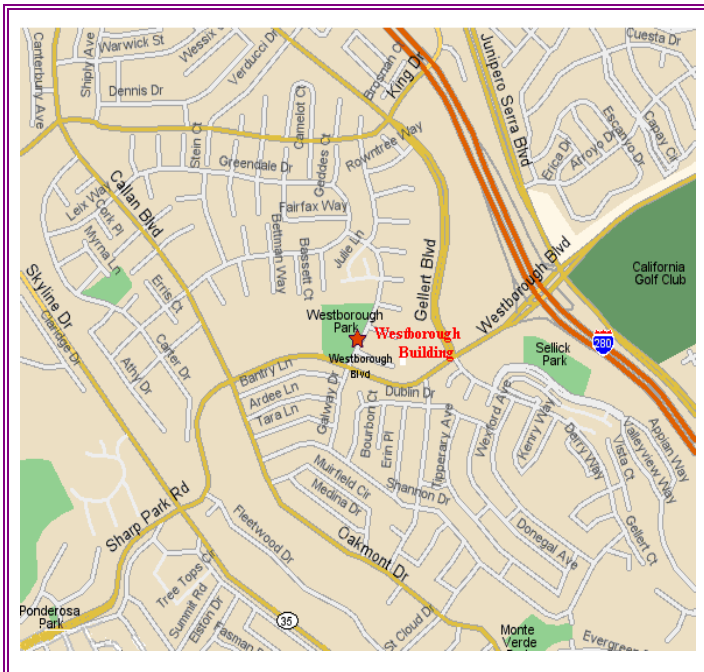 Canterbury Ave
Shiply Ave
Warwick St
Wessix
Verducci Dr
Dennis Dr
Brosnan C
King Dr
Junipero Serra Blvd
Cuesta Dr
Erica Dr
Arroyo Dr
Escanyo Dr
Capay Cir
Stein Ct
Camelot Ct
Geddes Ct
Rowntree Way
Greendale Dr
Callan Blvd
Leix Way
Cork Pl
Myrna Ln
Fairfax Way
Bettman Way
Bassett Ct
Julie Ln
Gellert Blvd
Westborough Blvd
California
Golf Club
Skyline Dr
Claridge Dr
Erris Ct
Carter Dr
Athy Dr
Westborough
Park
Westborough
Building
Westborough
Blvd
Sellick
Park
280
Bantry Ln
Ardee Ln
Tara Ln
Galway Dr
Dublin Dr
Bourbon Ct
Erin Pl
Tipperary Ave
Wexford Ave
Kenry Way
Derry Way
Vista Ct
Valleyview Way
Appian Way
Gellert Ct
Muirfield Cir
Medina Dr
Shannon Dr
Donegal Ave
Sharp Park Rd
Fleetwood Dr
Oakmont Dr
Tree Tops Cir
Summit Rd
Elston Dr
Fasman
35
St Cloud Dr
Ponderosa
Park
Monte
Verde
Evergreen